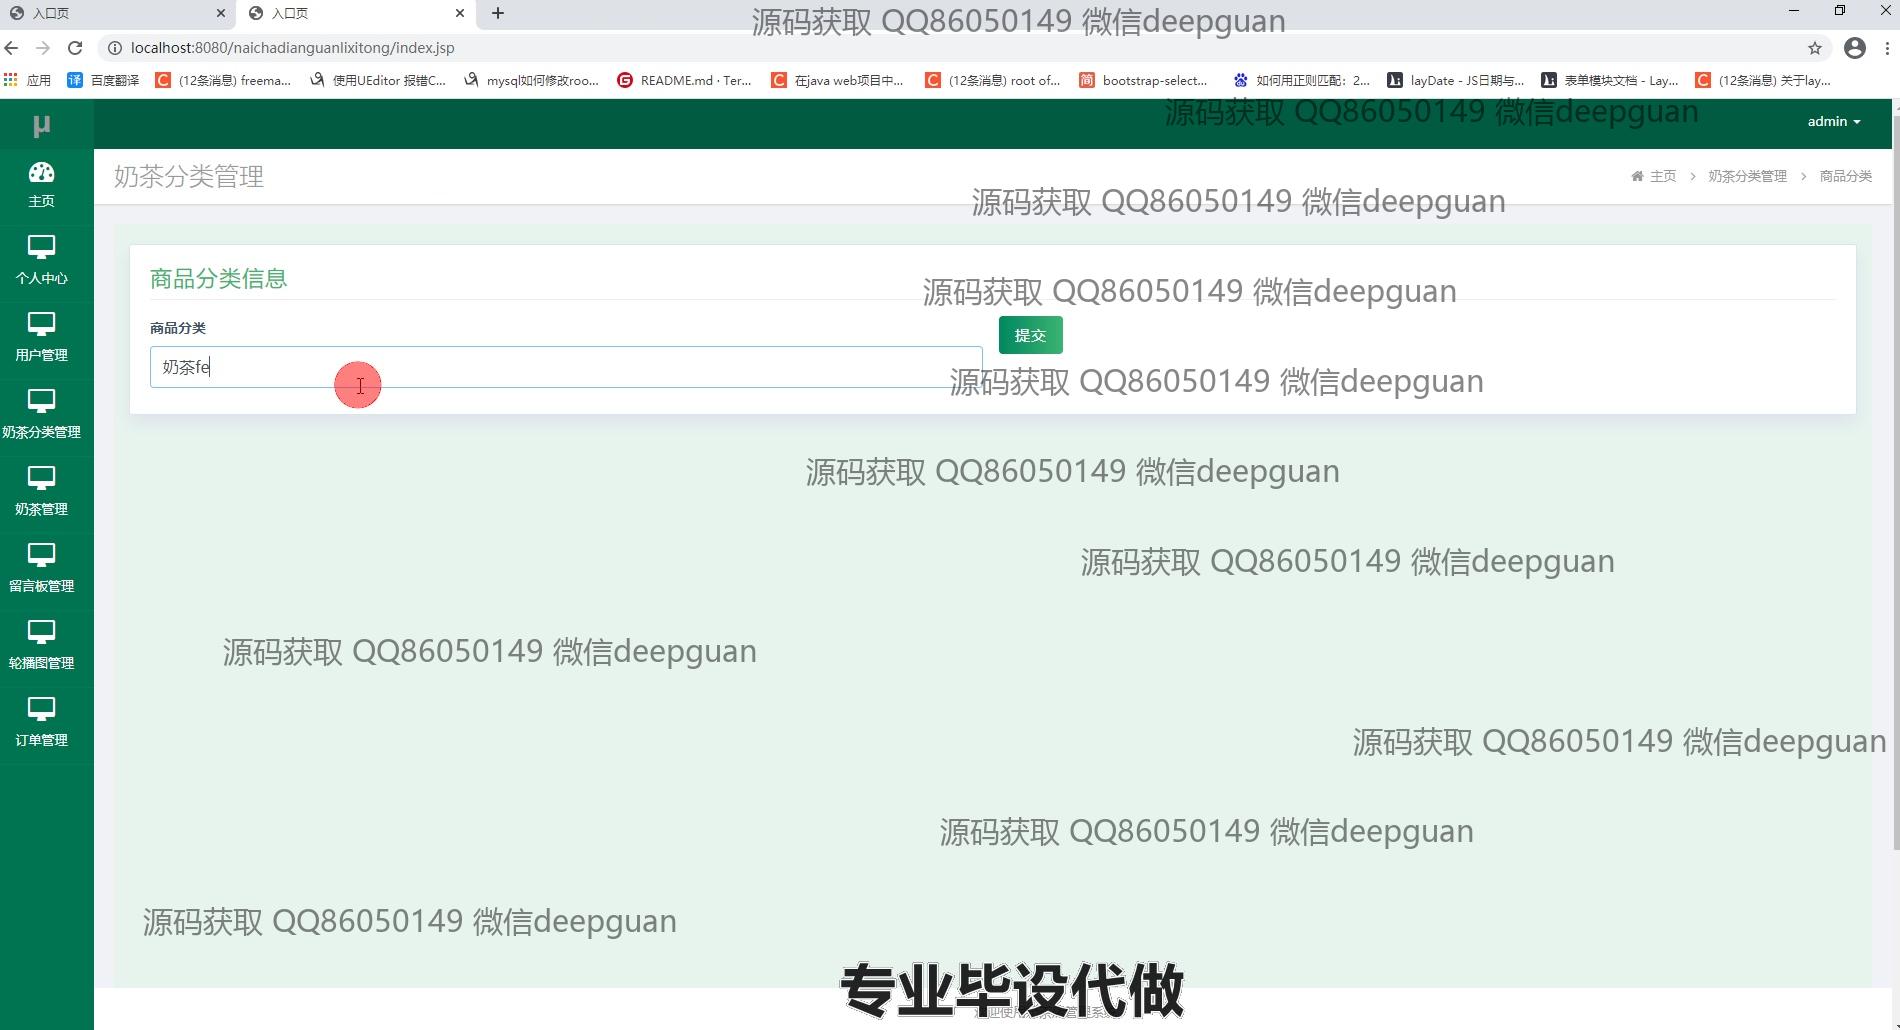 入口页
入口页
源码获取 QQ86050149 微信deepguan
localhost:8080/naichadianguanlixitong/index.jsp
应用
百度翻译
(12条消息) freema...
使用UEditor 报错C...
mysql如何修改roo...
README.md · Ter...
在java web项目中...
(12条消息) root of...
bootstrap-select...
如何用正则匹配：2...
layDate - JS日期与...
表单模块文档 - Lay...
(12条消息) 关于lay...
μ
源码获取 QQ86050149 微信deepguan
admin
奶茶分类管理
主页 > 奶茶分类管理 > 商品分类
源码获取 QQ86050149 微信deepguan
主页
个人中心
用户管理
奶茶分类管理
奶茶管理
留言板管理
轮播图管理
订单管理
商品分类信息
源码获取 QQ86050149 微信deepguan
商品分类
提交
奶茶fe
源码获取 QQ86050149 微信deepguan
源码获取 QQ86050149 微信deepguan
源码获取 QQ86050149 微信deepguan
源码获取 QQ86050149 微信deepguan
源码获取 QQ86050149 微信deepguan
源码获取 QQ86050149 微信deepguan
源码获取 QQ86050149 微信deepguan
专业毕设代做